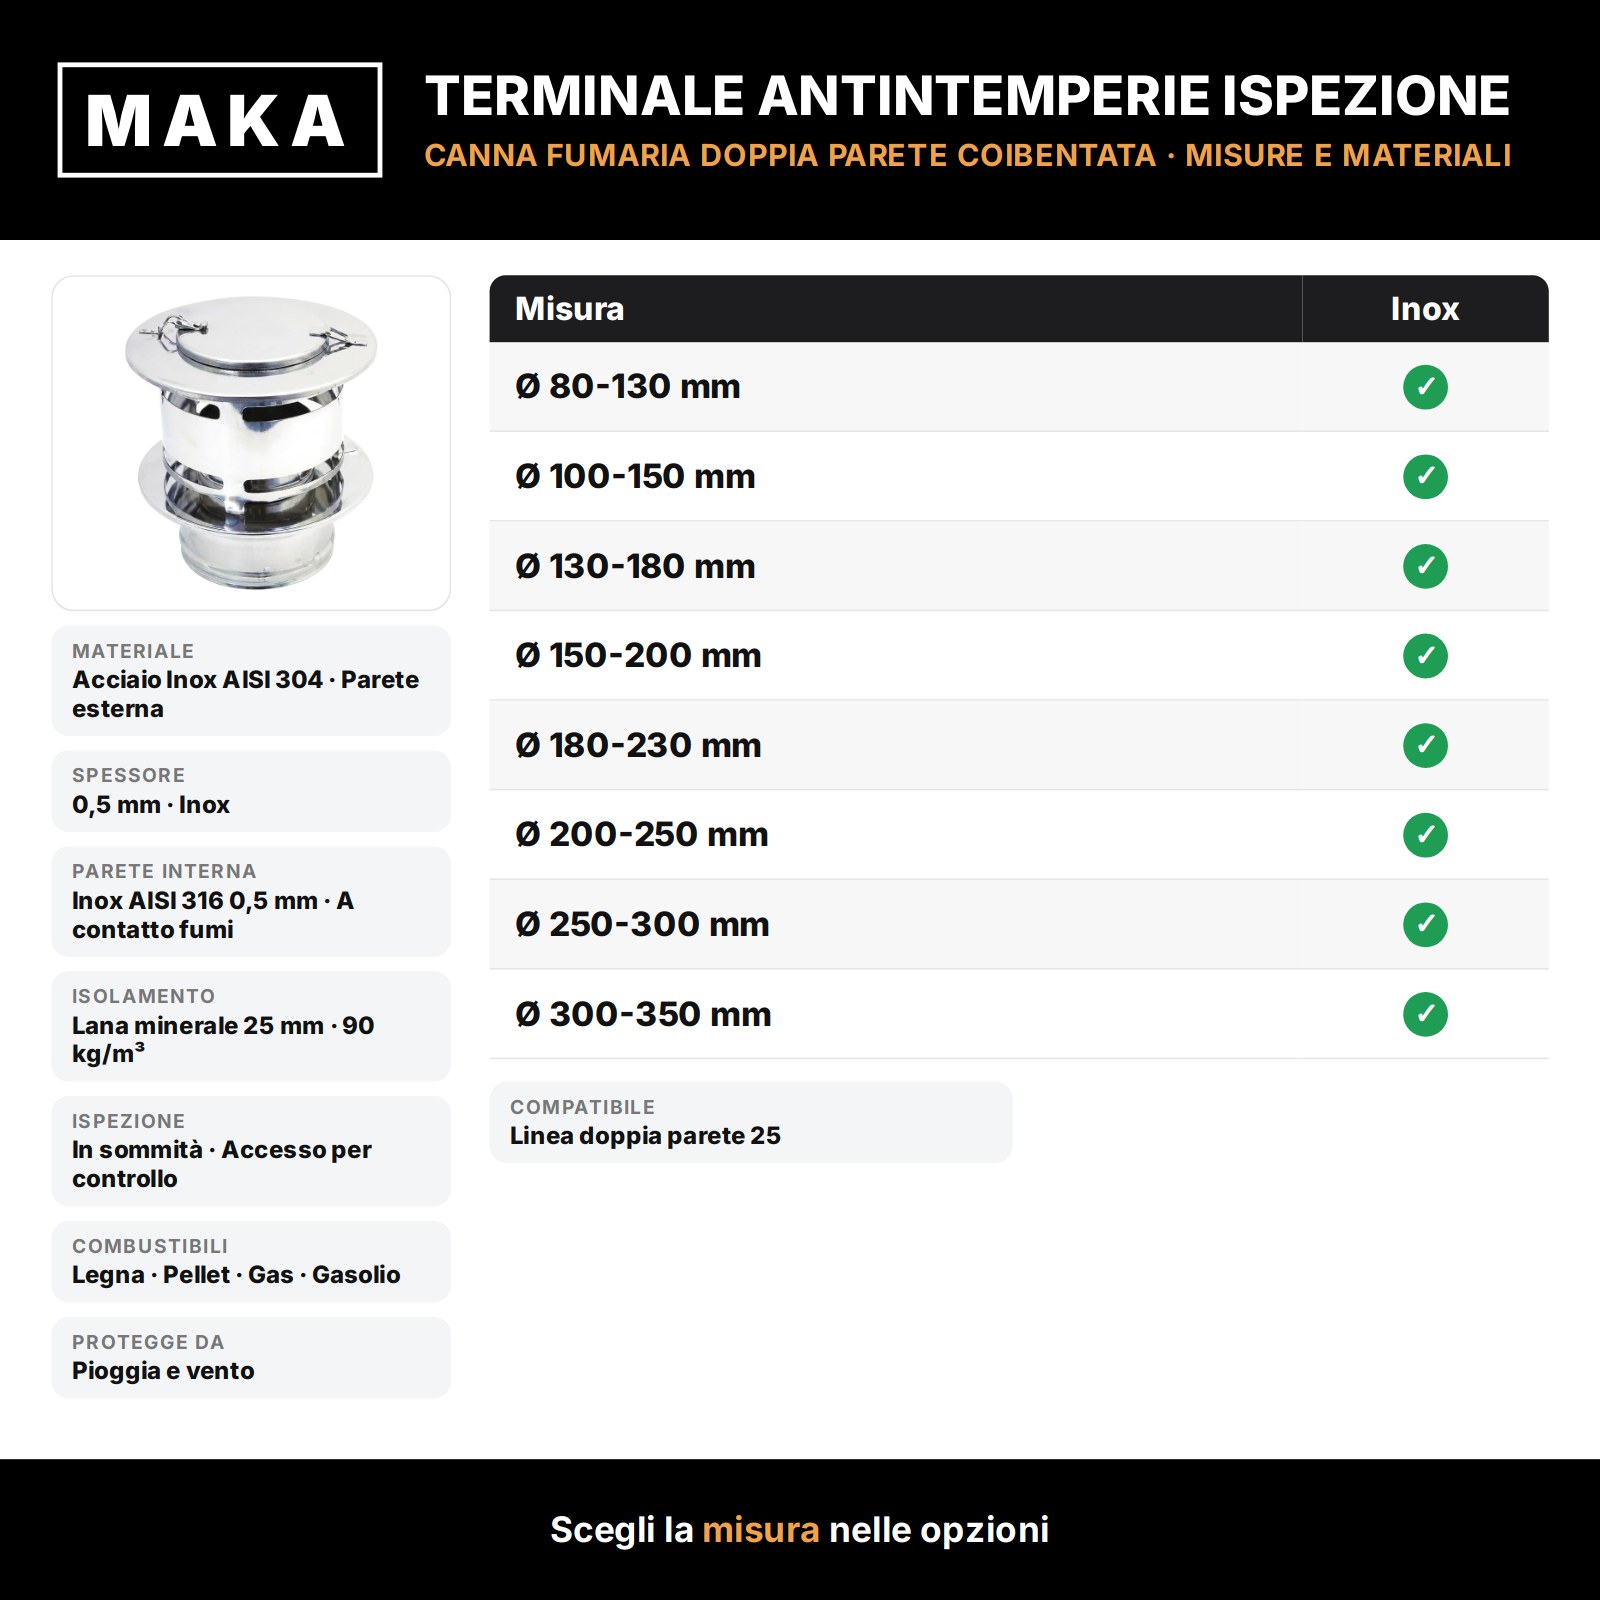 MAKA
TERMINALE ANTINTEMPERIE ISPEZIONE
CANNA FUMARIA DOPPIA PARETE COIBENTATA · MISURE E MATERIALI
MATERIALE
Acciaio Inox AISI 304 · Parete
esterna
SPESSORE
0,5 mm · Inox
PARETE INTERNA
Inox AISI 316 0,5 mm · A
contatto fumi
ISOLAMENTO
Lana minerale 25 mm · 90
kg/m³
ISPEZIONE
In sommità · Accesso per
controllo
COMBUSTIBILI
Legna · Pellet · Gas · Gasolio
PROTEGGE DA
Pioggia e vento
Misura Inox
Ø 80-130 mm ✓
Ø 100-150 mm ✓
Ø 130-180 mm ✓
Ø 150-200 mm ✓
Ø 180-230 mm ✓
Ø 200-250 mm ✓
Ø 250-300 mm ✓
Ø 300-350 mm ✓
COMPATIBILE
Linea doppia parete 25
Scegli la misura nelle opzioni